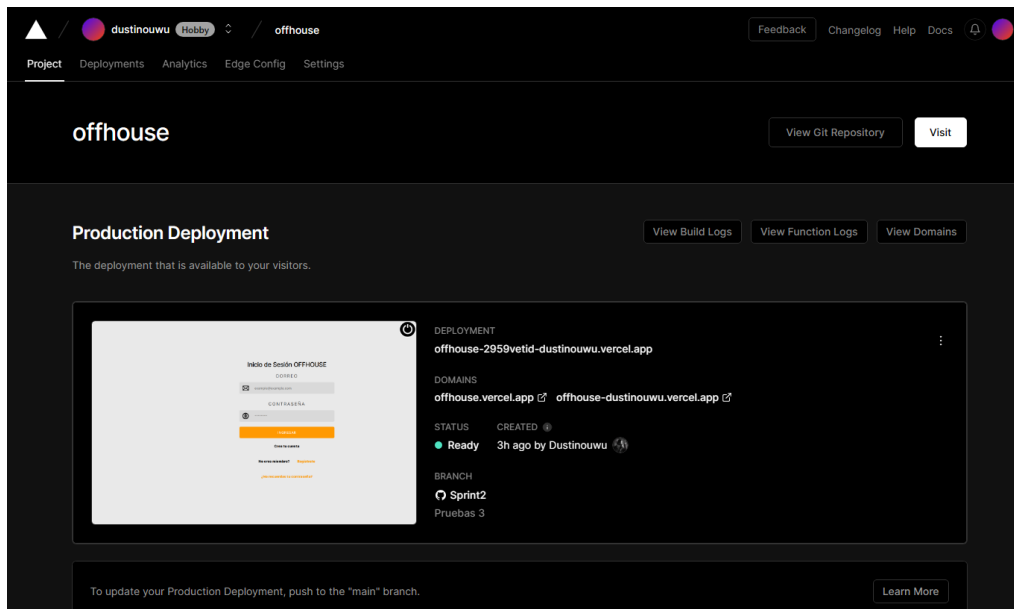 dustinouwu Hobby offhouse Feedback Changelog Help Docs
Project Deployments Analytics Edge Config Settings
offhouse View Git Repository Visit
Production Deployment View Build Logs View Function Logs View Domains
The deployment that is available to your visitors.
Inicio de Sesión OFFHOUSE
CORREO
CONTRASEÑA
DEPLOYMENT
offhouse-2959vetid-dustinouwu.vercel.app
DOMAINS
offhouse.vercel.app offhouse-dustinouwu.vercel.app
STATUS CREATED
Ready 3h ago by Dustinouwu
BRANCH
Sprint2
Pruebas 3
To update your Production Deployment, push to the "main" branch. Learn More